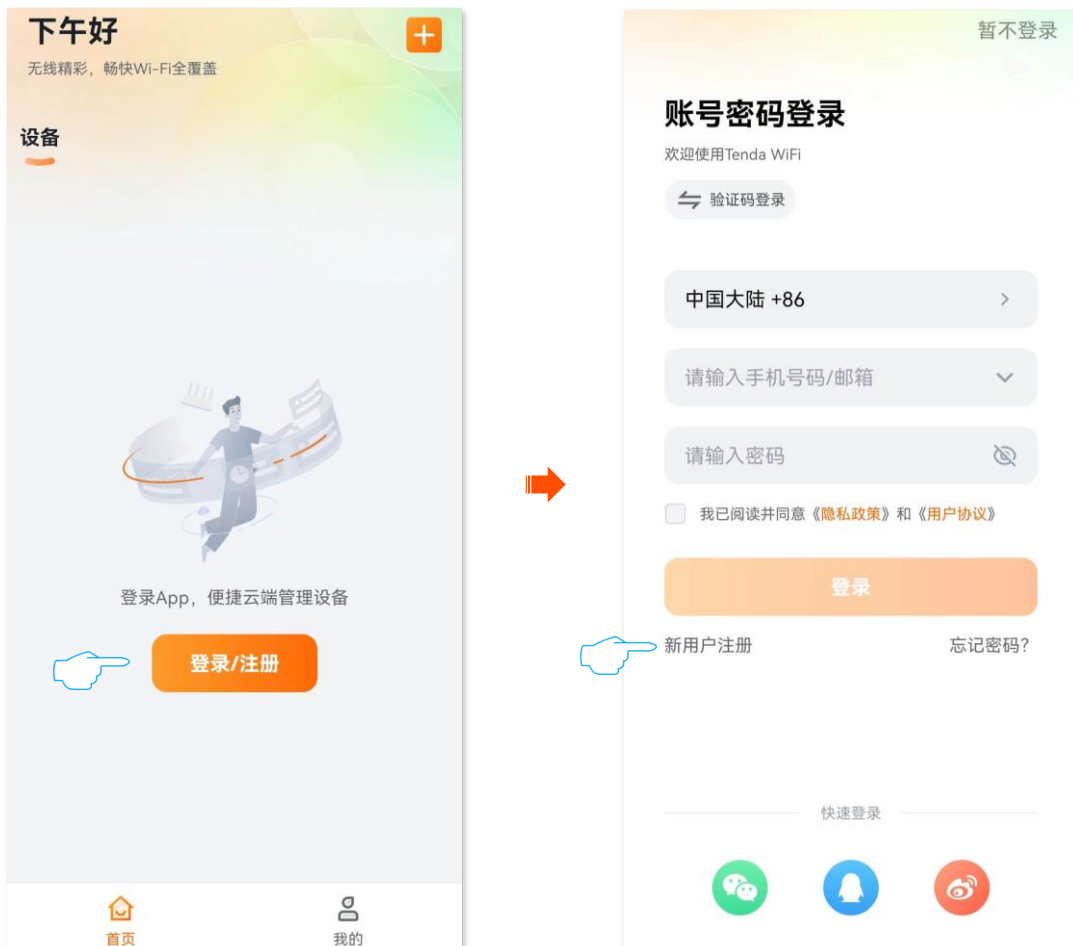 下午好
无线精彩，畅快Wi-Fi全覆盖
设备
登录App，便捷云端管理设备
登录/注册
首页
我的
暂不登录
账号密码登录
欢迎使用Tenda WiFi
验证码登录
中国大陆 +86
请输入手机号码/邮箱
请输入密码
我已阅读并同意《隐私政策》和《用户协议》
登录
新用户注册
忘记密码?
快速登录